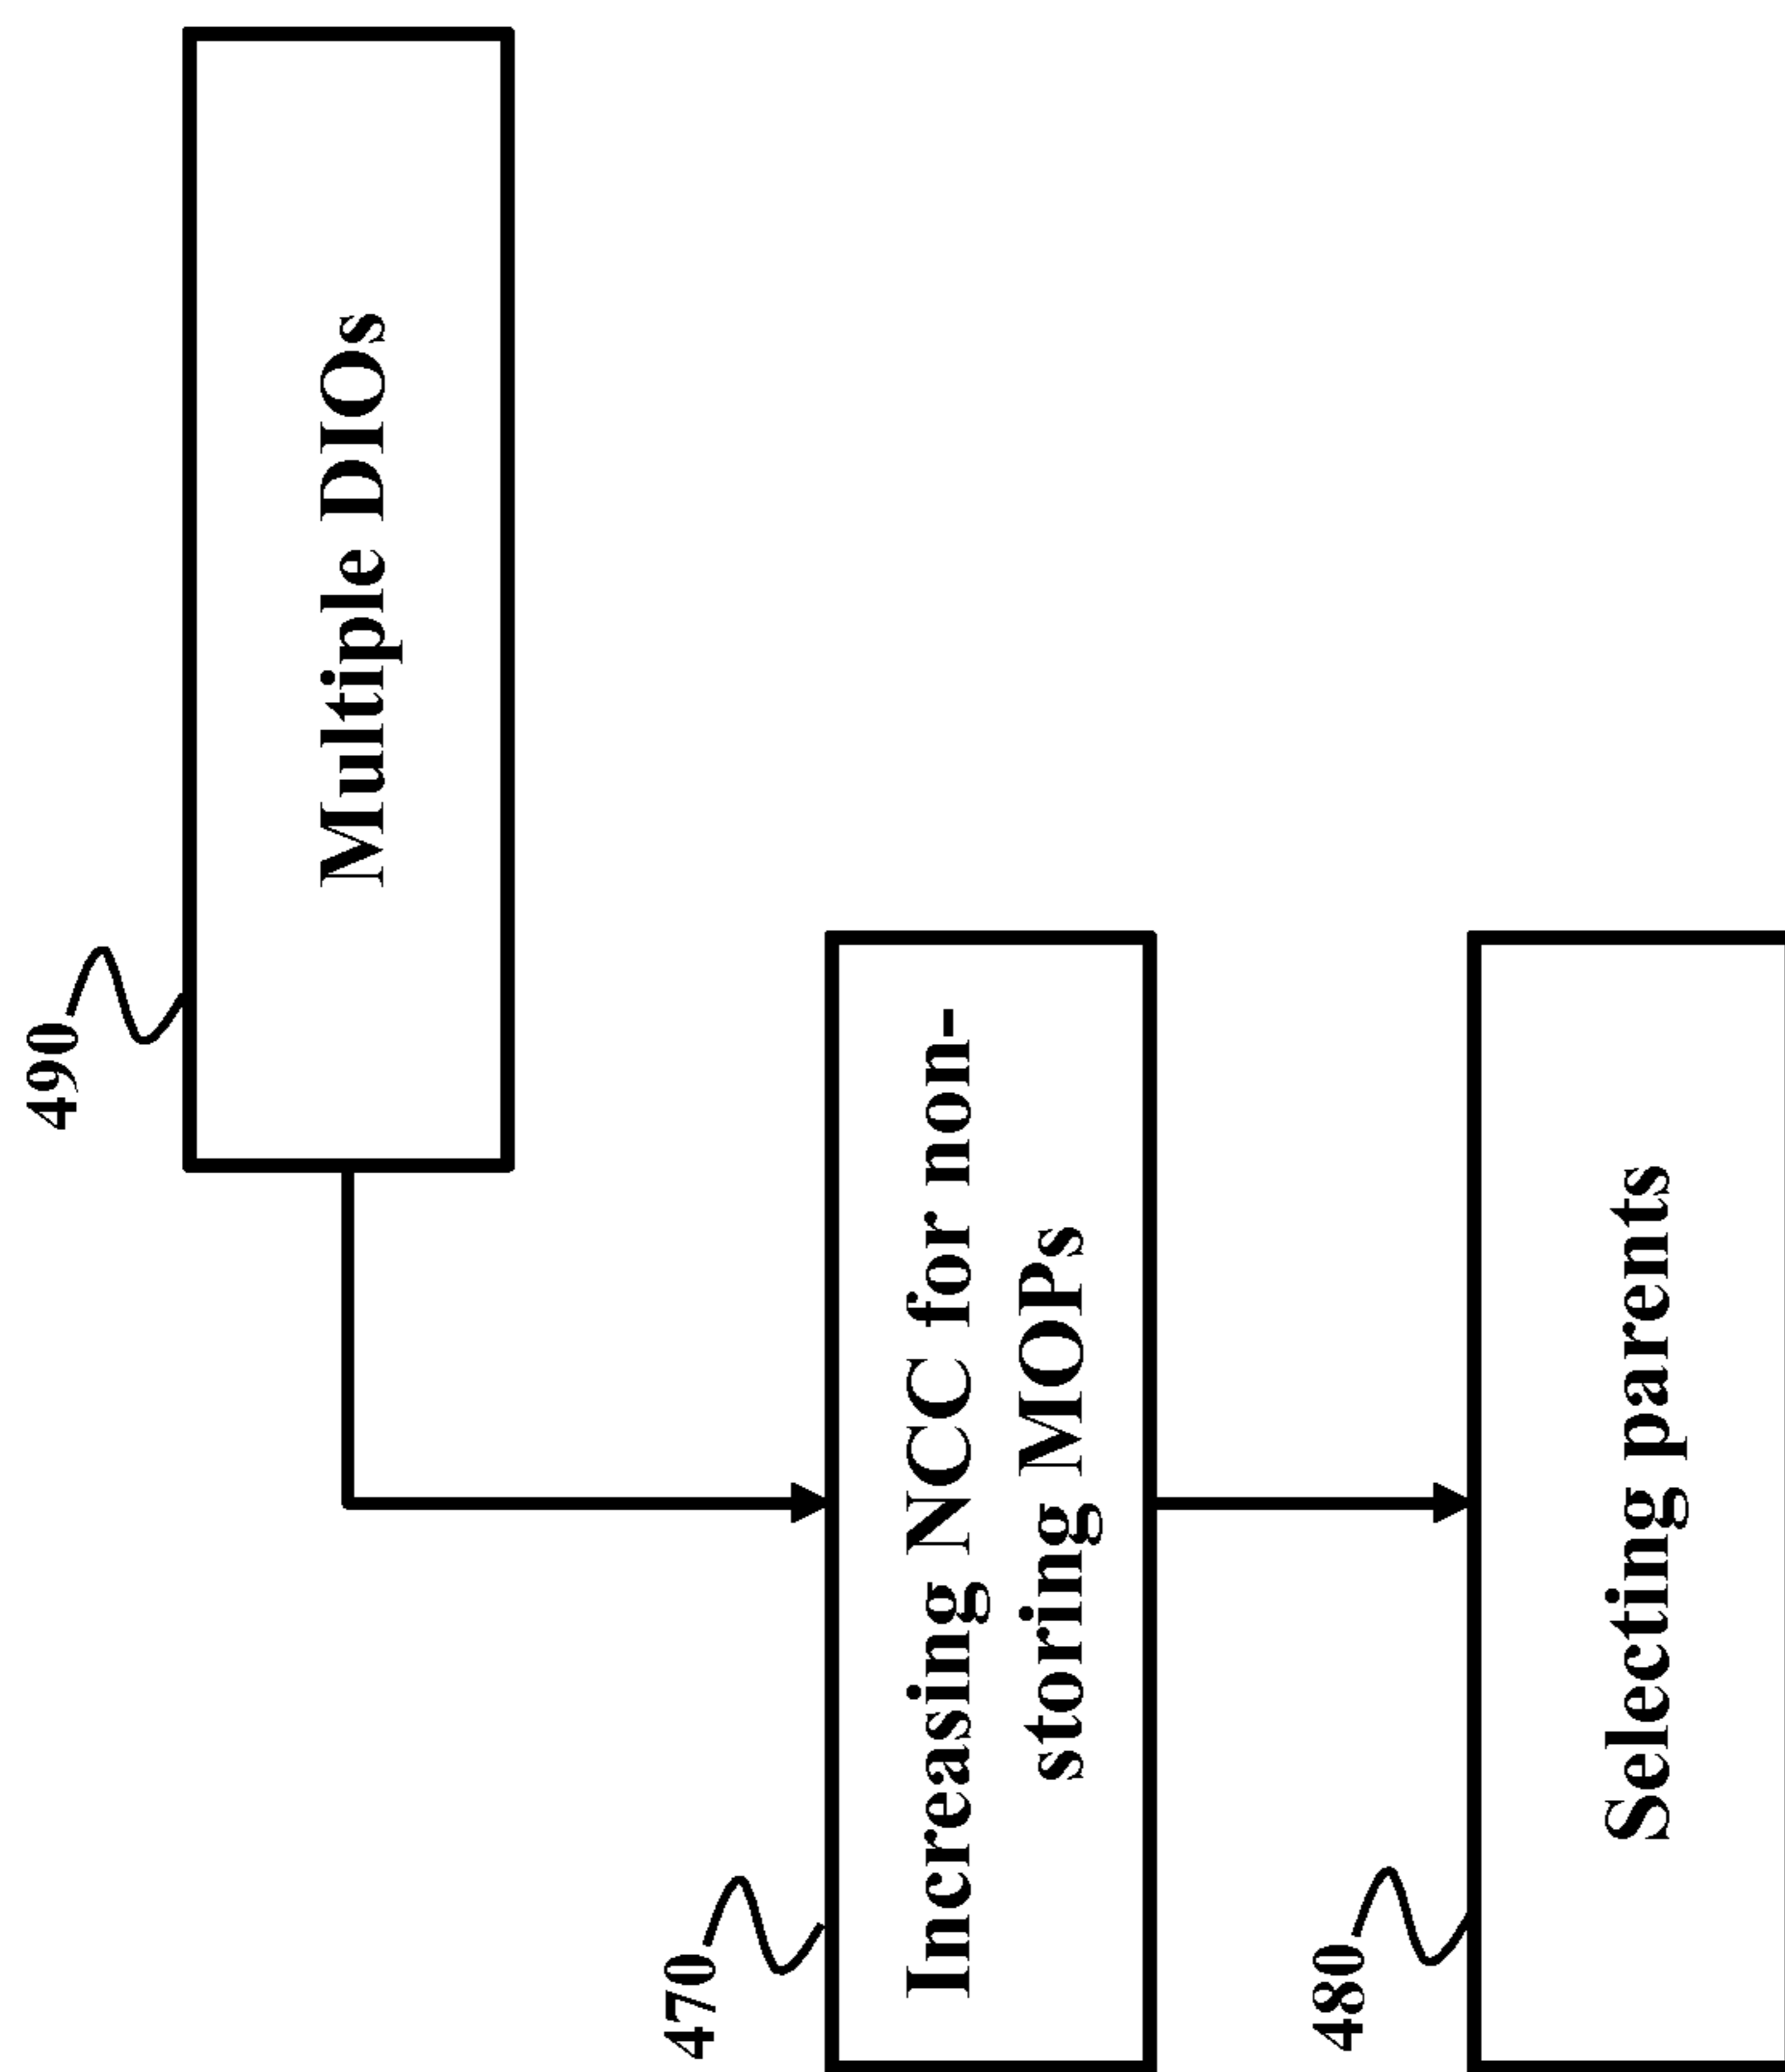 490
Multiple DIOs
470
Increasing NCC for non-
storing MOPs
480
Selecting parents